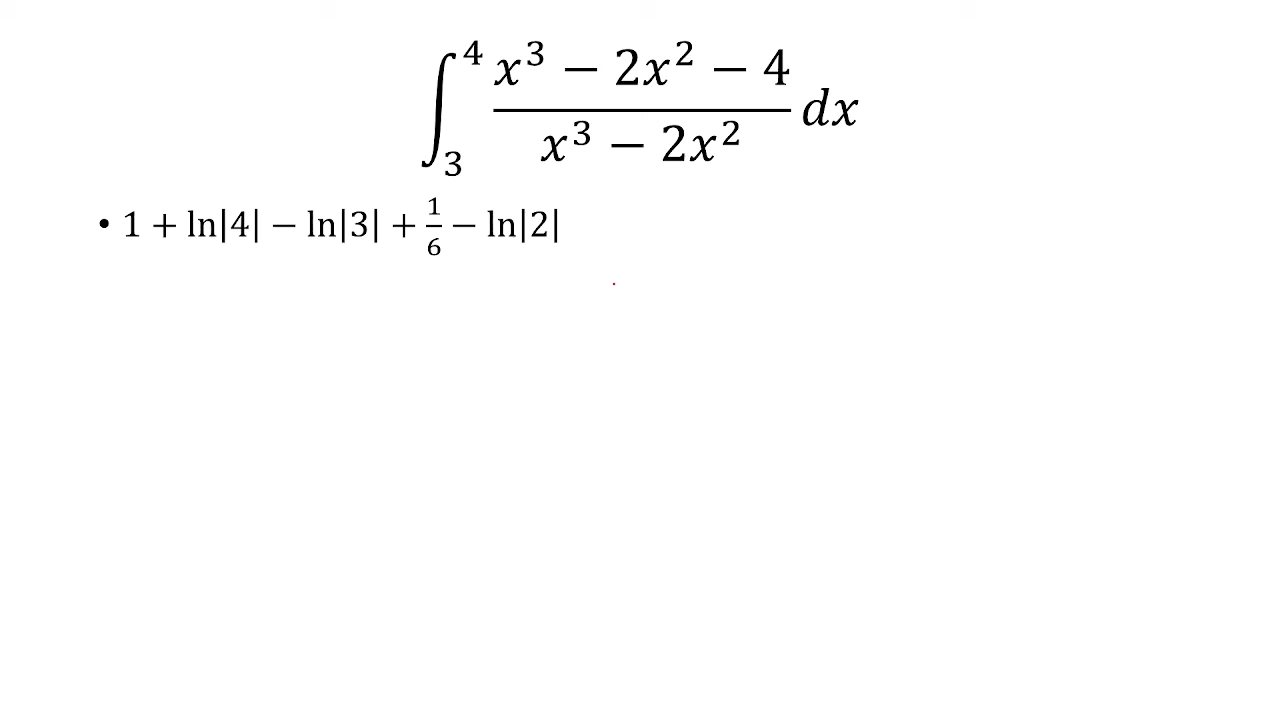 ∫₃⁴ (x³ − 2x² − 4)/(x³ − 2x²) dx
• 1 + ln|4| − ln|3| + 1/6 − ln|2|